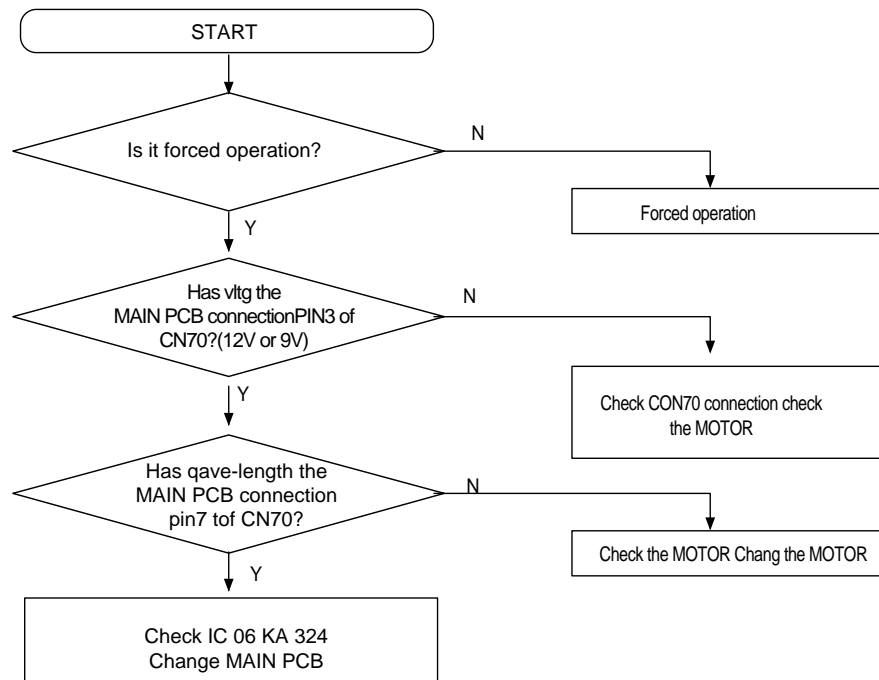 START
Is it forced operation?
N
Forced operation
Y
Has vltg the
MAIN PCB connectionPIN3 of
CN70?(12V or 9V)
N
Check CON70 connection check
the MOTOR
Y
Has qave-length the
MAIN PCB connection
pin7 tof CN70?
N
Check the MOTOR Chang the MOTOR
Y
Check IC 06 KA 324
Change MAIN PCB